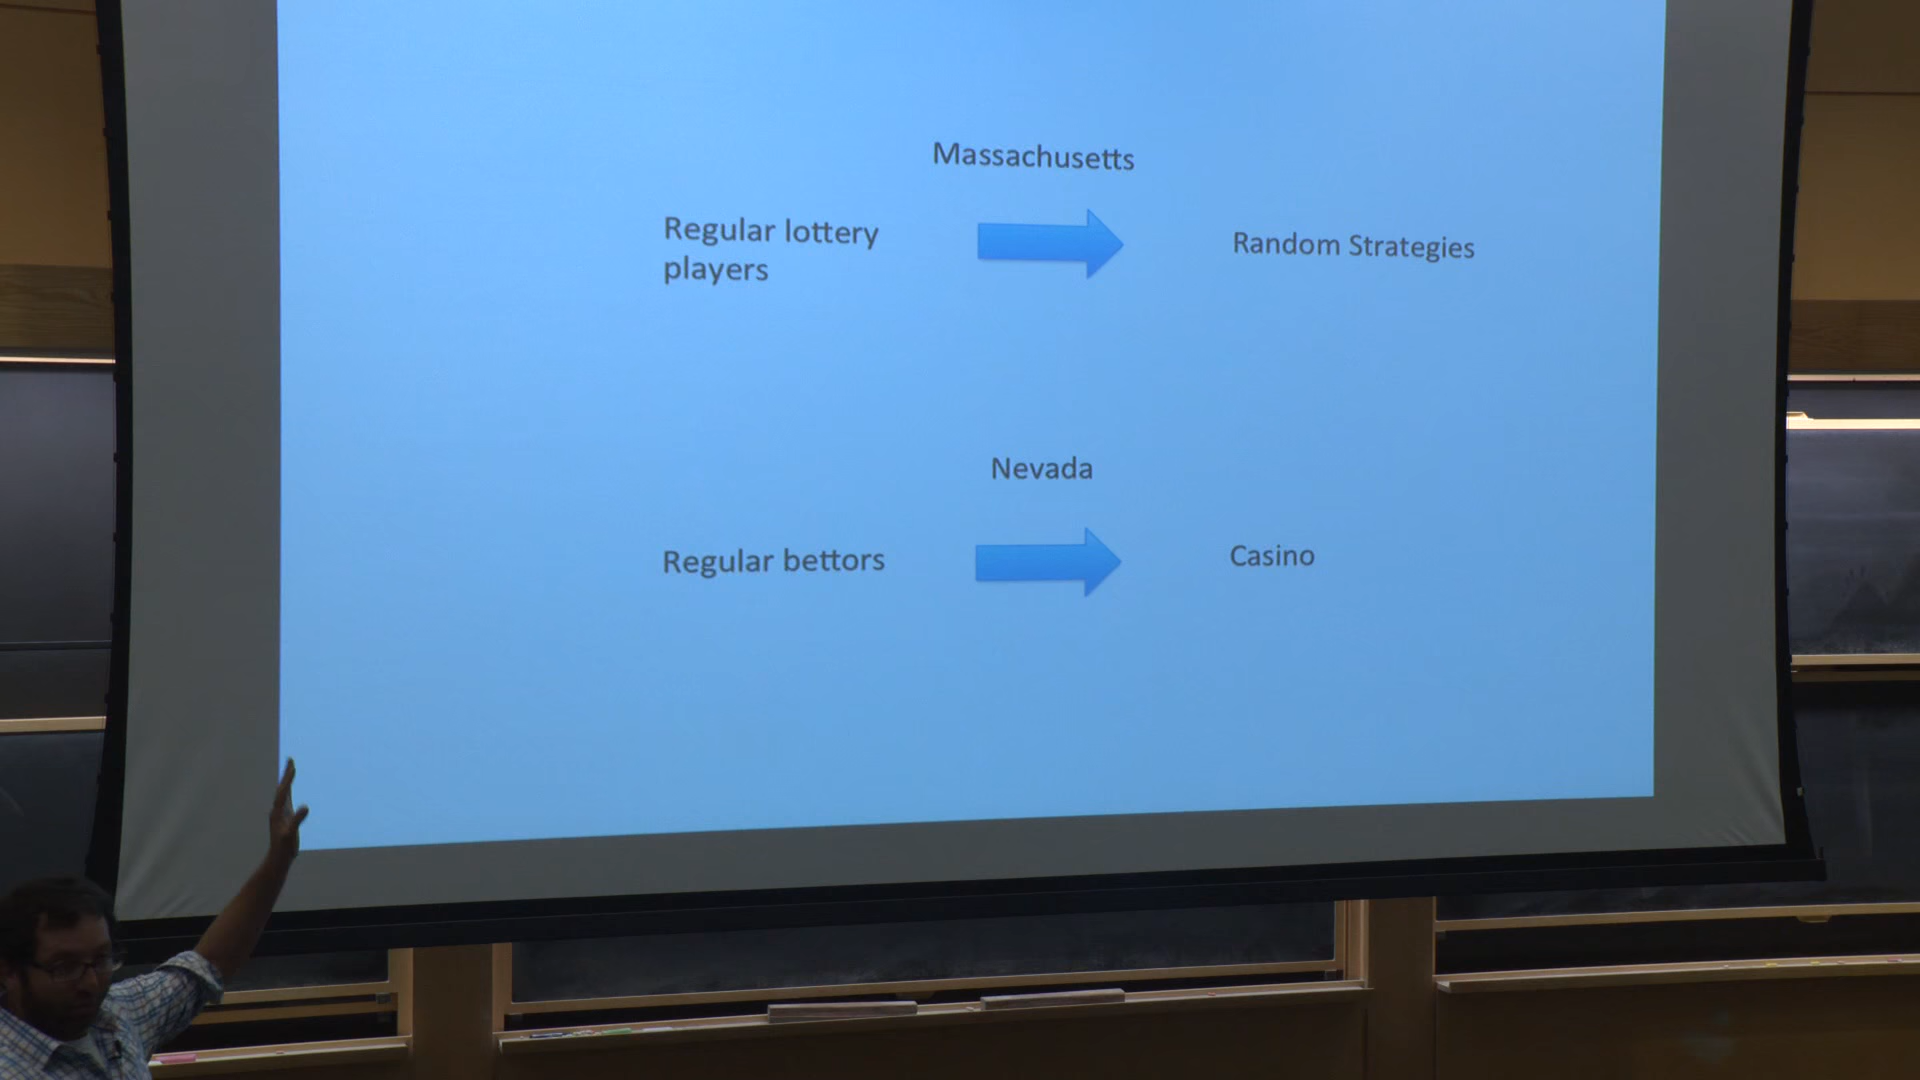 Massachusetts
Regular lottery
players
Random Strategies
Nevada
Regular bettors
Casino